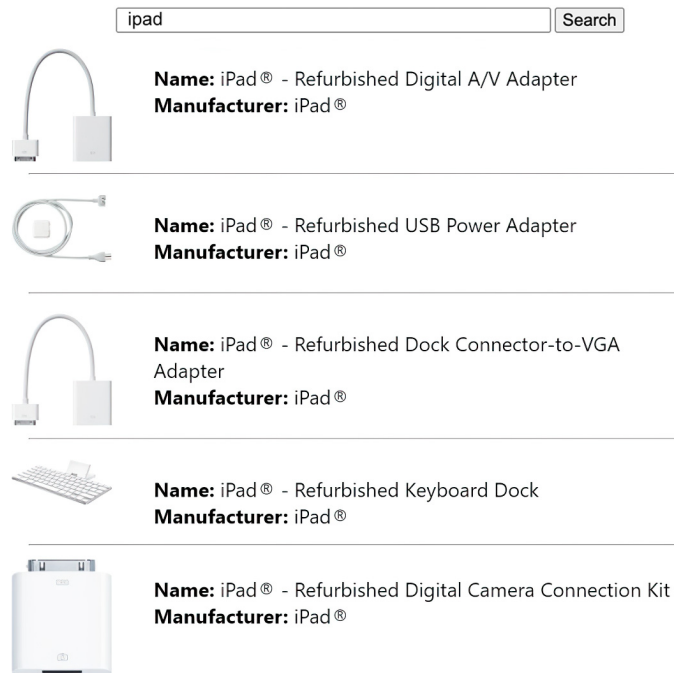 ipad Search
Name: iPad® - Refurbished Digital A/V Adapter
Manufacturer: iPad®
Name: iPad® - Refurbished USB Power Adapter
Manufacturer: iPad®
Name: iPad® - Refurbished Dock Connector-to-VGA
Adapter
Manufacturer: iPad®
Name: iPad® - Refurbished Keyboard Dock
Manufacturer: iPad®
Name: iPad® - Refurbished Digital Camera Connection Kit
Manufacturer: iPad®